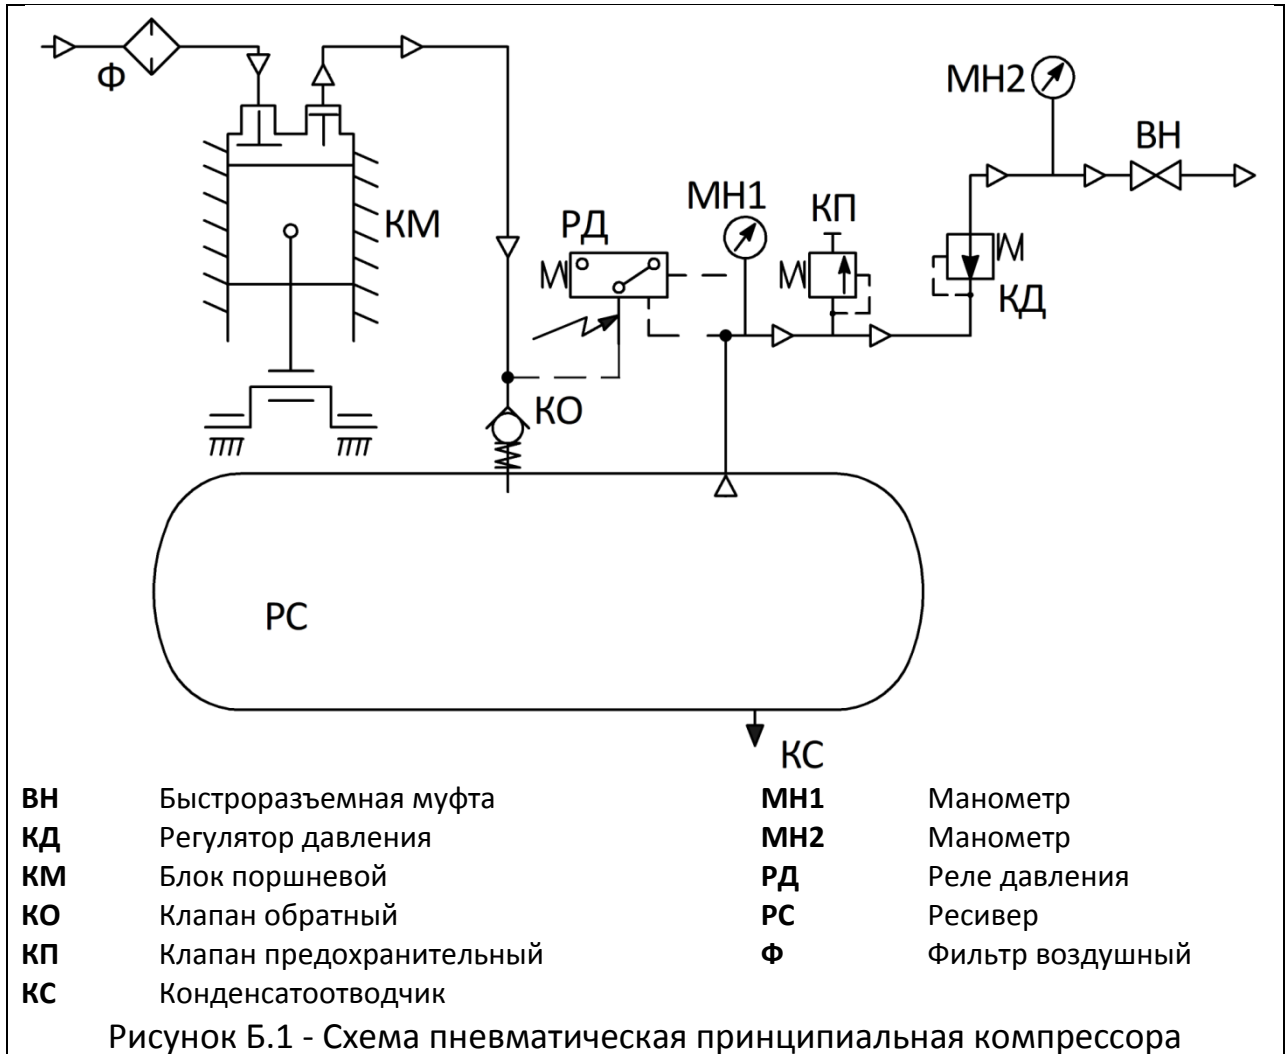 Ф
КМ
РД
МН1
КП
МН2
ВН
КД
КО
РС
КС
ВН Быстроразъемная муфта МН1 Манометр
КД Регулятор давления МН2 Манометр
КМ Блок поршневой РД Реле давления
КО Клапан обратный РС Ресивер
КП Клапан предохранительный Ф Фильтр воздушный
КС Конденсатоотводчик
Рисунок Б.1 - Схема пневматическая принципиальная компрессора